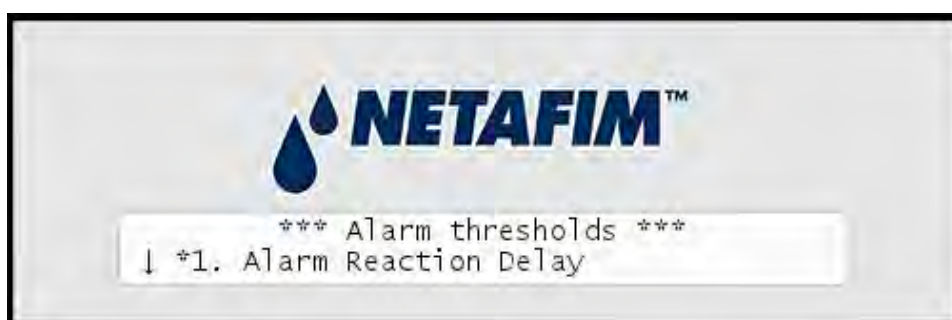 NETAFIM™
*** Alarm thresholds ***
↓ *1. Alarm Reaction Delay